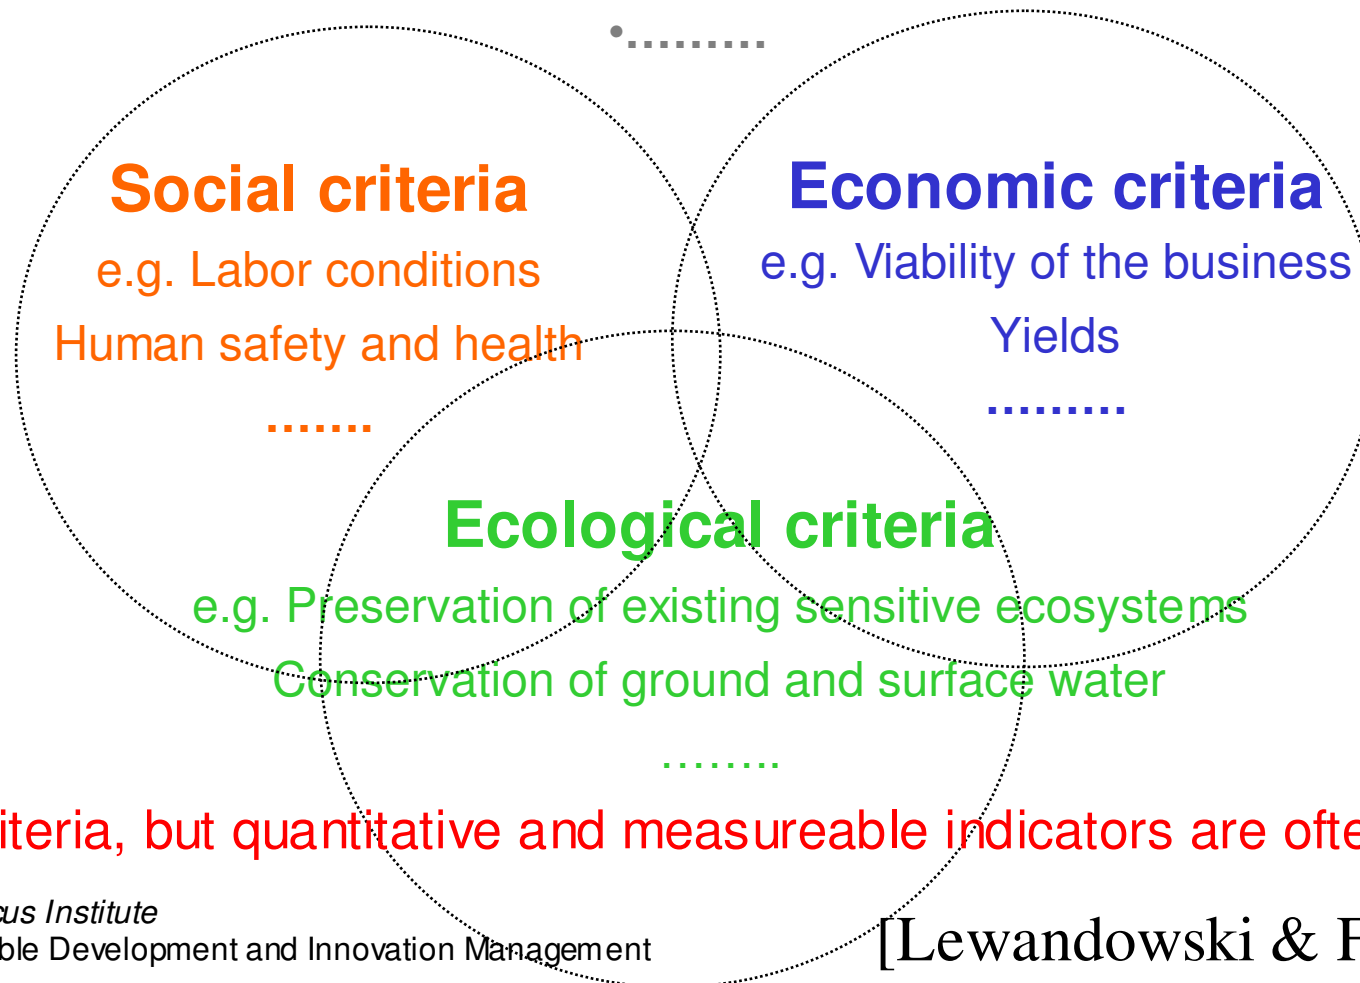 •.........
Social criteria
e.g. Labor conditions
Human safety and health
.......
Economic criteria
e.g. Viability of the business
Yields
.........
Ecological criteria
e.g. Preservation of existing sensitive ecosystems
Conservation of ground and surface water
........
iteria, but quantitative and measureable indicators are ofte
cus Institute
ble Development and Innovation Management
[Lewandowski & F